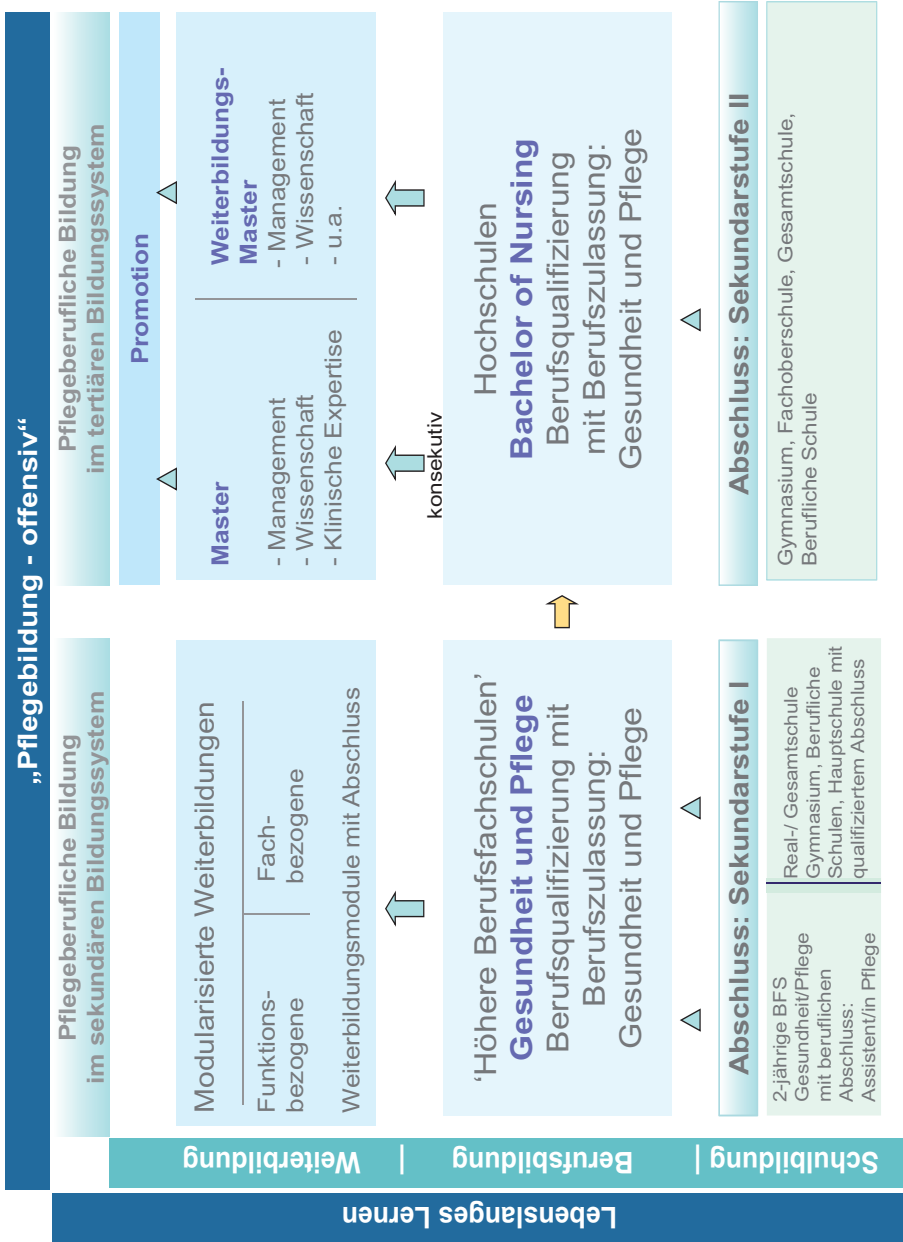 „Pflegebildung - offensiv“
Pflegeberufliche Bildung
im sekundären Bildungssystem
Pflegeberufliche Bildung
im tertiären Bildungssystem
Promotion
Modularisierte Weiterbildungen
Funktions-
bezogene
Fach-
bezogene
Weiterbildungsmodule mit Abschluss
Master
- Management
- Wissenschaft
- Klinische Expertise
Weiterbildungs-
Master
- Management
- Wissenschaft
- u.a.
konsekutiv
‘Höhere Berufsfachschulen’
Gesundheit und Pflege
Berufsqualifizierung mit
Berufszulassung:
Gesundheit und Pflege
Hochschulen
Bachelor of Nursing
Berufsqualifizierung
mit Berufszulassung:
Gesundheit und Pflege
Abschluss: Sekundarstufe I
Abschluss: Sekundarstufe II
2-jährige BFS
Gesundheit/Pflege
mit beruflichen
Abschluss:
Assistent/in Pflege
Real-/ Gesamtschule
Gymnasium, Berufliche
Schulen, Hauptschule mit
qualifiziertem Abschluss
Gymnasium, Fachoberschule, Gesamtschule,
Berufliche Schule
Schulbildung | Berufsbildung | Weiterbildung
Lebenslanges Lernen